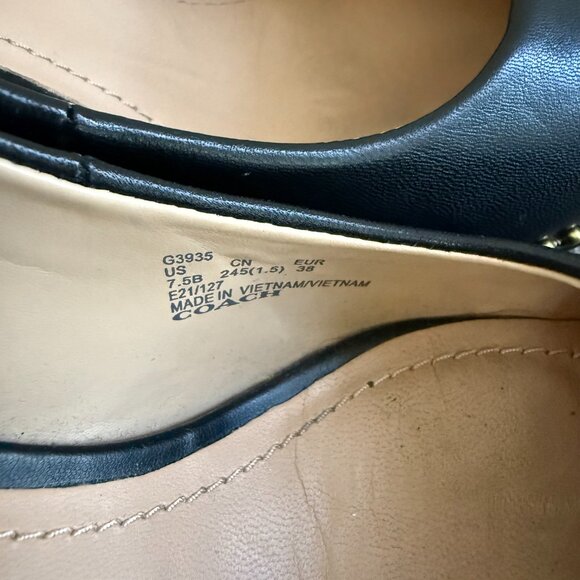 G3935
US CN EUR
7.5B 245(1.5) 38
E21/127
MADE IN VIETNAM/VIETNAM
COACH